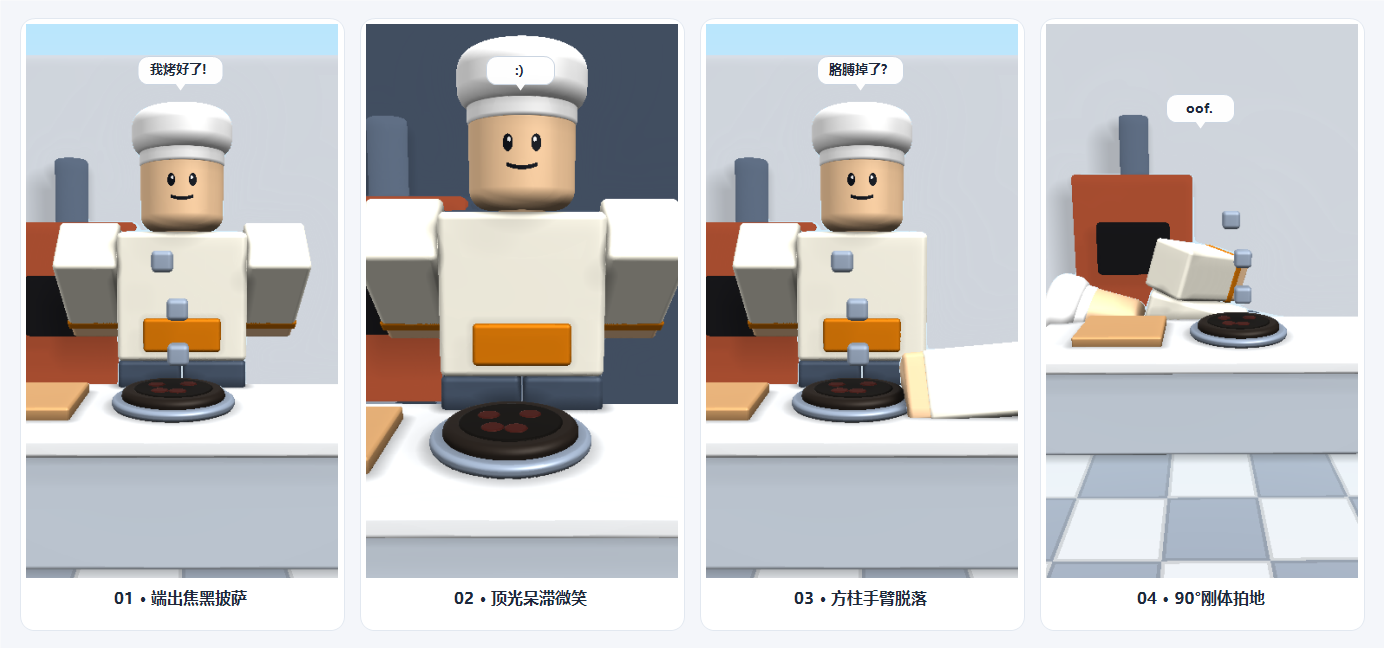 我烤好了!
:)
胳膊掉了?
oof.
01 • 端出焦黑披萨
02 • 顶光呆滞微笑
03 • 方柱手臂脱落
04 • 90°刚体拍地